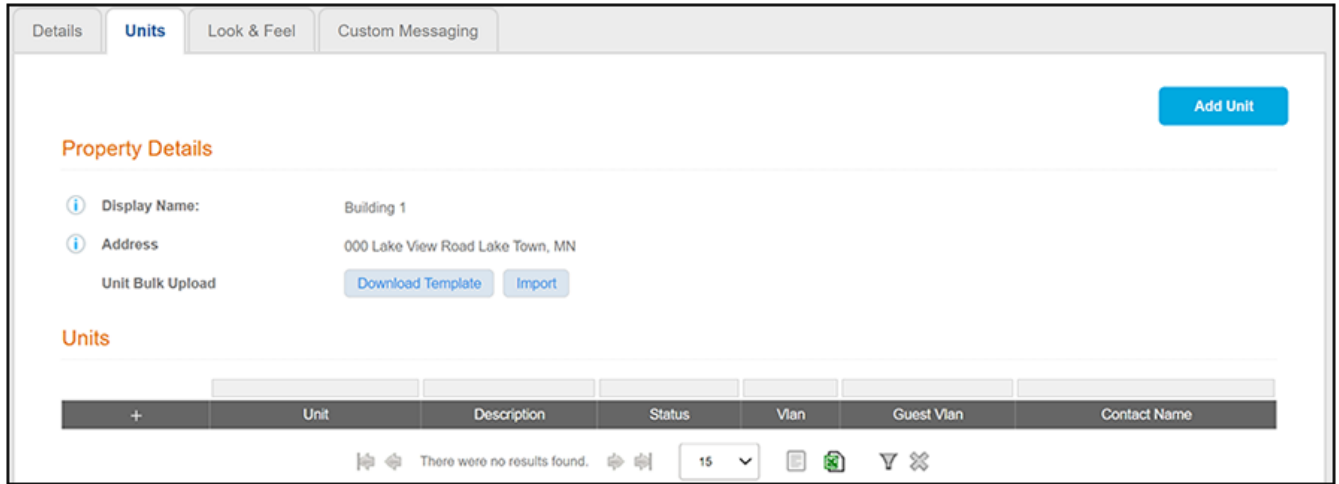 Details Units Look & Feel Custom Messaging
Add Unit
Property Details
Display Name: Building 1
Address 000 Lake View Road Lake Town, MN
Unit Bulk Upload Download Template Import
Units
+ Unit Description Status Vlan Guest Vlan Contact Name
There were no results found. 15